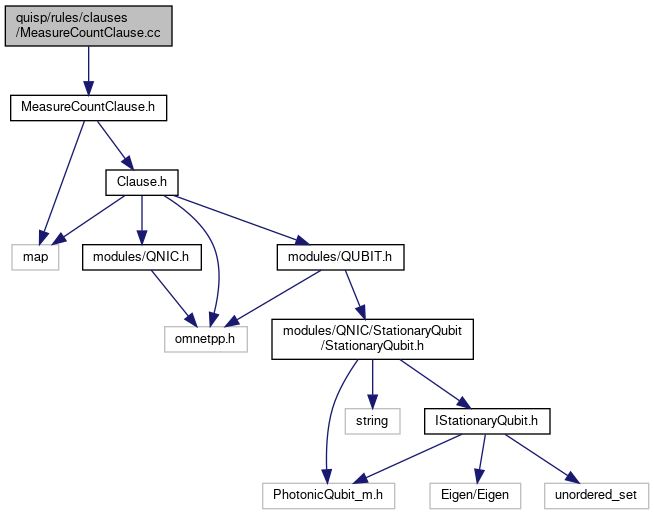 quisp/rules/clauses
/MeasureCountClause.cc
MeasureCountClause.h
Clause.h
map
modules/QNIC.h
modules/QUBIT.h
omnetpp.h
modules/QNIC/StationaryQubit
/StationaryQubit.h
string
IStationaryQubit.h
PhotonicQubit_m.h
Eigen/Eigen
unordered_set